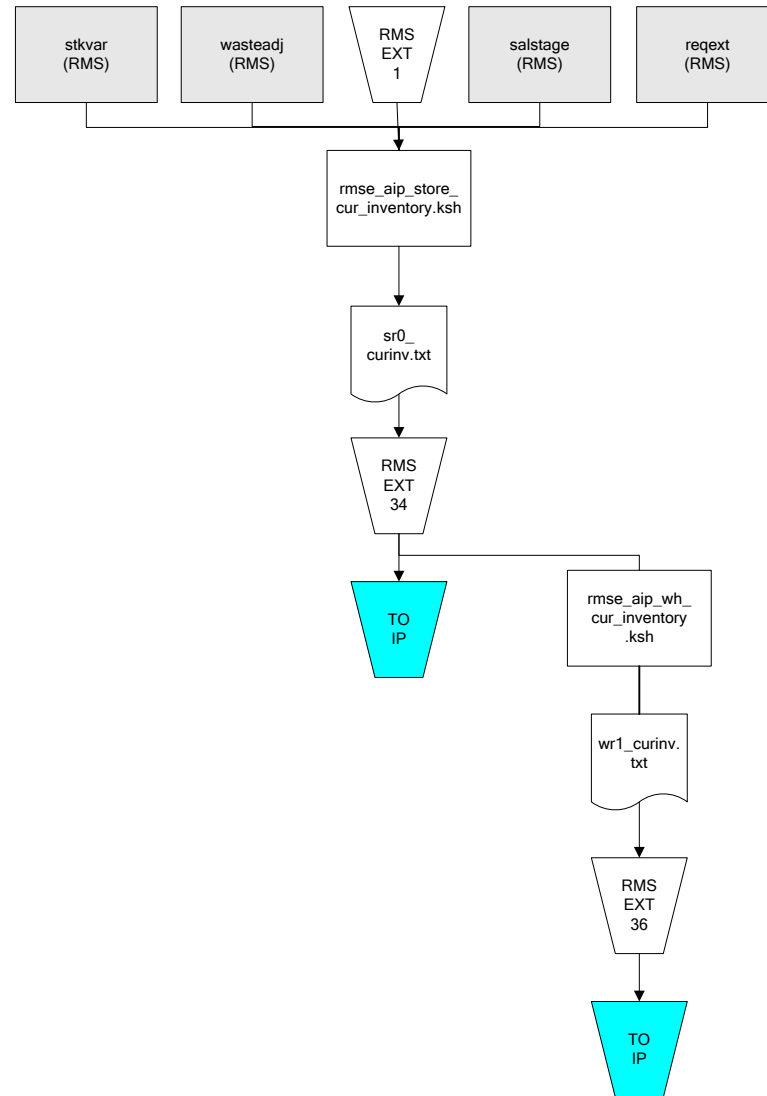 stkvar
(RMS)
wasteadj
(RMS)
RMS
EXT
1
salstage
(RMS)
reqext
(RMS)
rmse_aip_store_
cur_inventory.ksh
sr0_
curinv.txt
RMS
EXT
34
TO
IP
rmse_aip_wh_
cur_inventory
.ksh
wr1_curinv.
txt
RMS
EXT
36
TO
IP